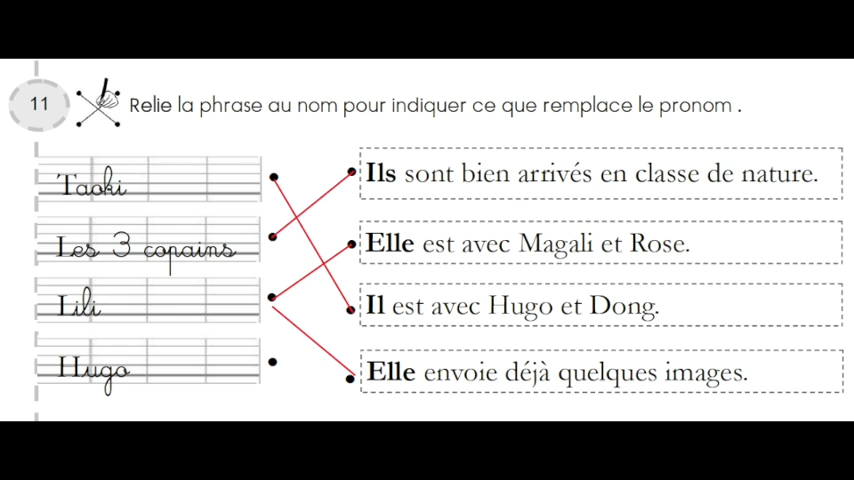 11
Relie la phrase au nom pour indiquer ce que remplace le pronom .
Taoki
Ils sont bien arrivés en classe de nature.
Les 3 copains
Elle est avec Magali et Rose.
Lili
Il est avec Hugo et Dong.
Hugo
Elle envoie déjà quelques images.